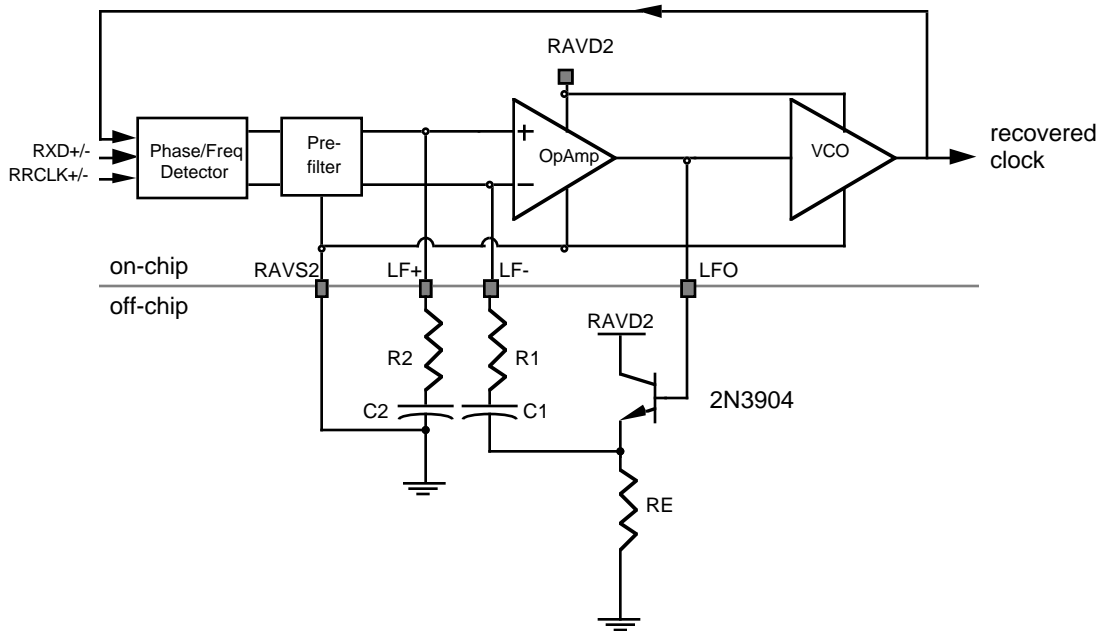 RAVD2
RXD+/-
RRCLK+/-
Phase/Freq
Detector
Pre-
filter
+
−
OpAmp
VCO
recovered
clock
on-chip
off-chip
RAVS2
LF+
LF-
LFO
R2
C2
R1
C1
RAVD2
2N3904
RE